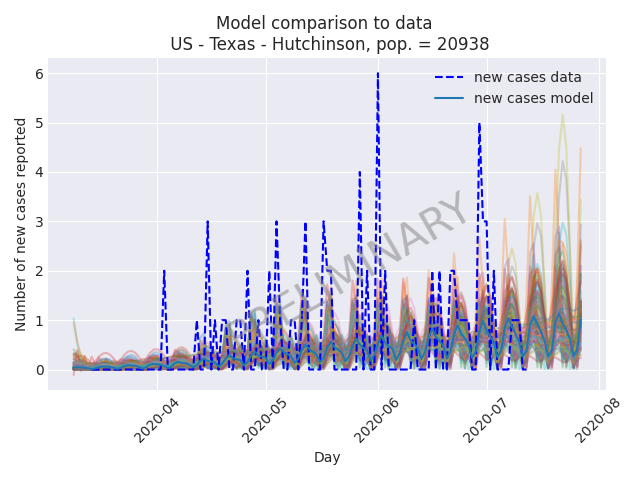 Model comparison to data
US - Texas - Hutchinson, pop. = 20938
new cases data
new cases model
PRELIMINARY
Number of new cases reported
6
5
4
3
2
1
0
2020-04
2020-05
2020-06
2020-07
2020-08
Day